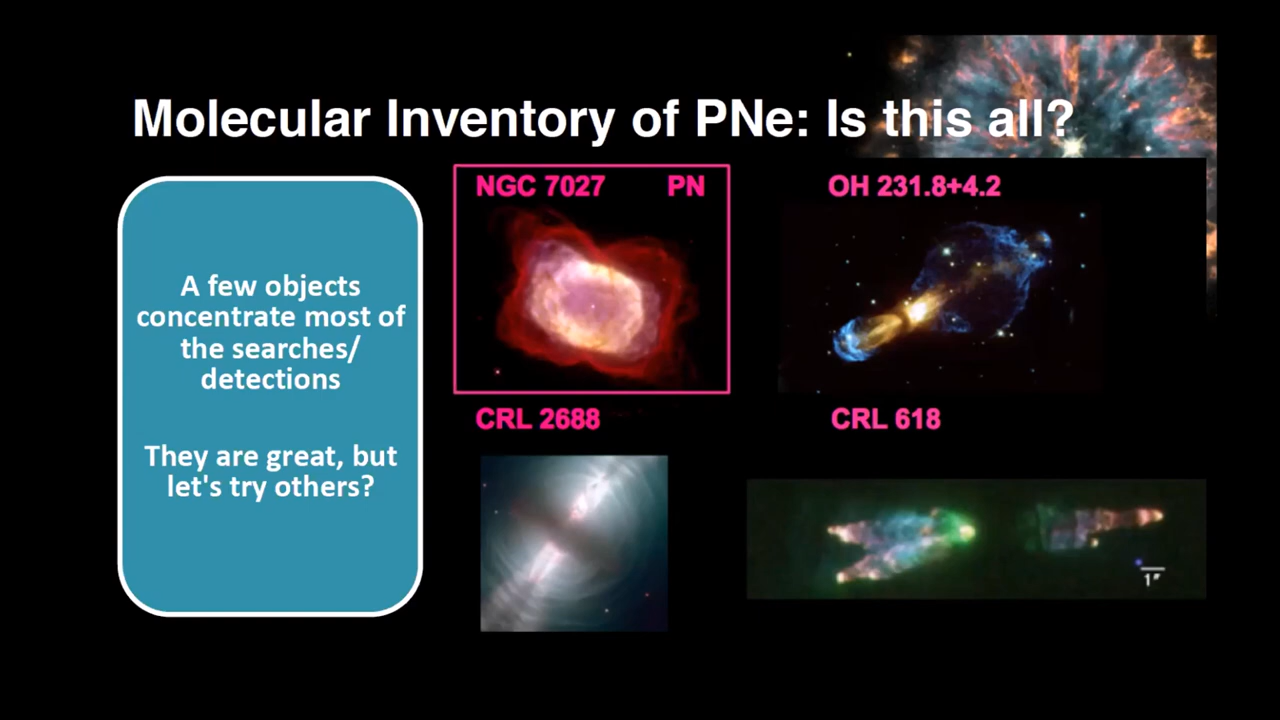 Molecular Inventory of PNe: Is this all?
A few objects
concentrate most of
the searches/
detections
They are great, but
let's try others?
NGC 7027 PN
OH 231.8+4.2
CRL 2688
CRL 618
1"